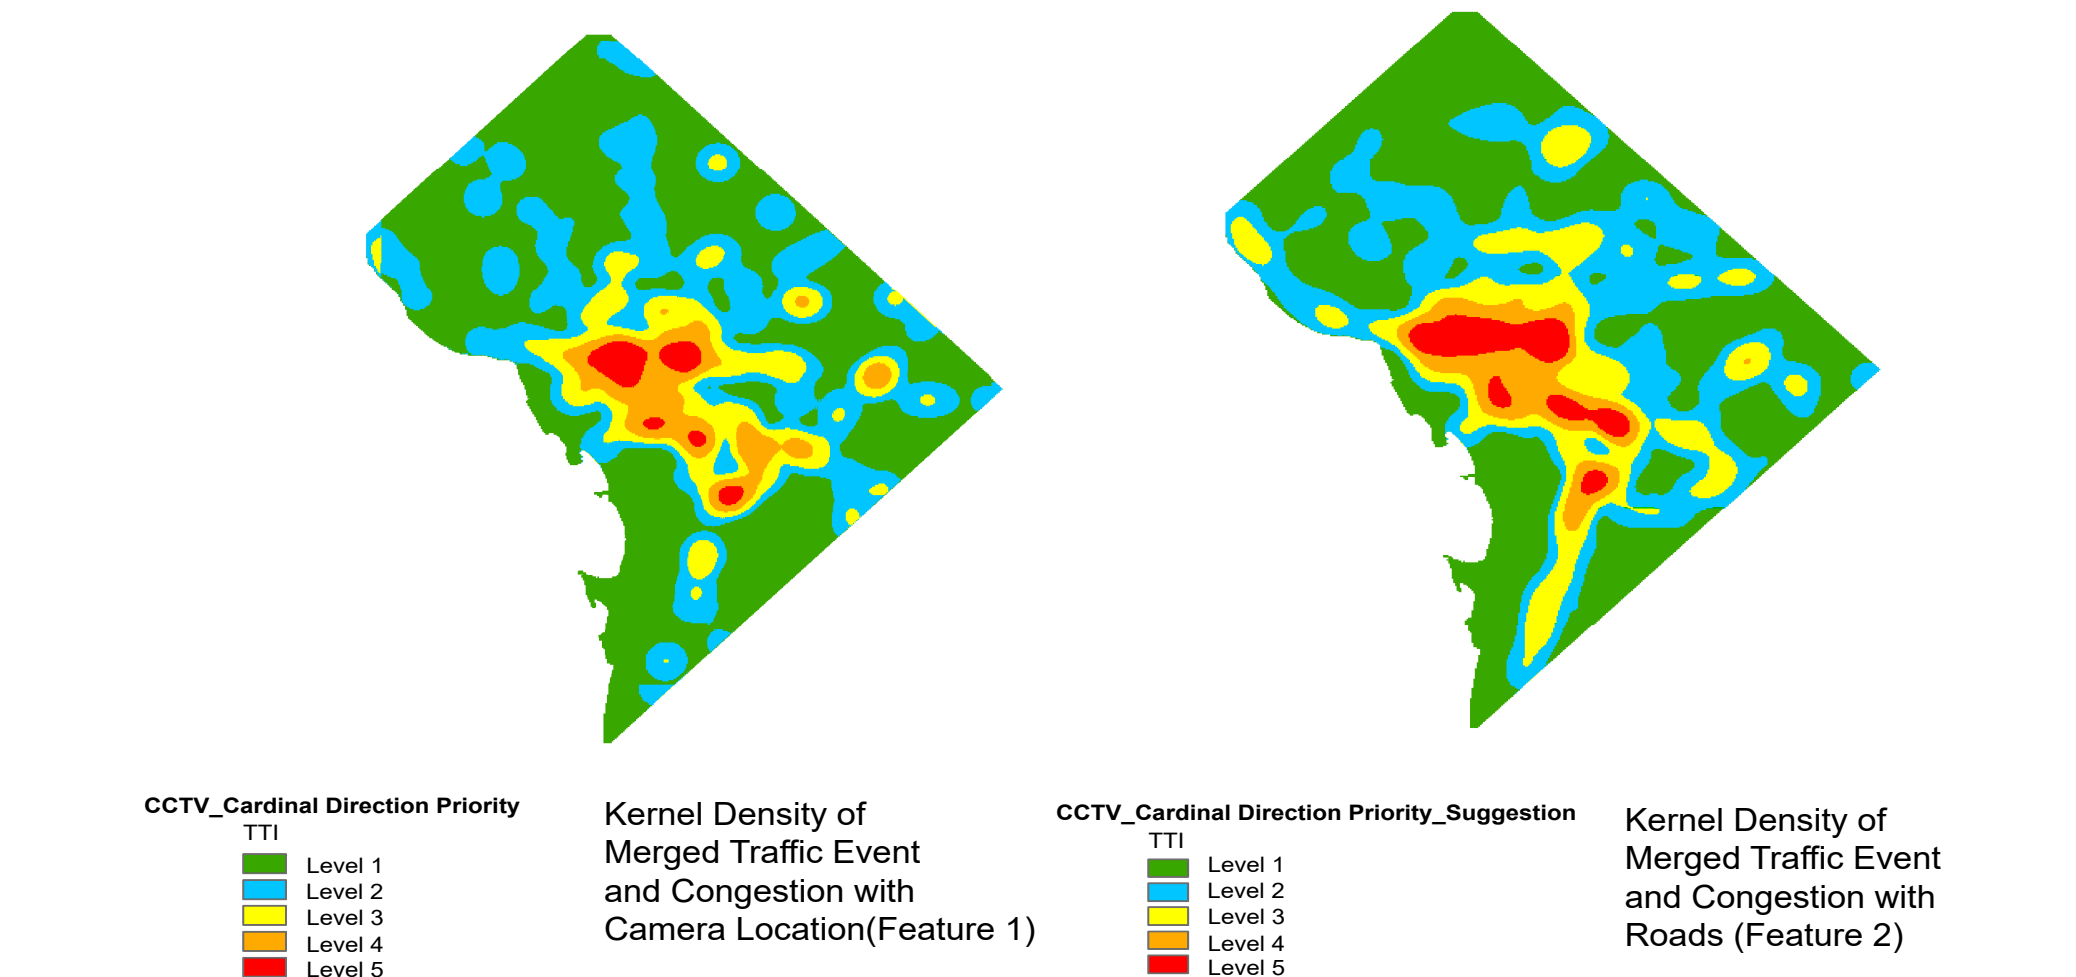 CCTV_Cardinal Direction Priority
TTI
Level 1
Level 2
Level 3
Level 4
Level 5
Kernel Density of
Merged Traffic Event
and Congestion with
Camera Location(Feature 1)
CCTV_Cardinal Direction Priority_Suggestion
TTI
Level 1
Level 2
Level 3
Level 4
Level 5
Kernel Density of
Merged Traffic Event
and Congestion with
Roads (Feature 2)